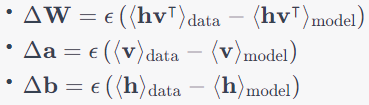 • ΔW = ϵ (⟨hv⊺⟩data − ⟨hv⊺⟩model)
• Δa = ϵ (⟨v⟩data − ⟨v⟩model)
• Δb = ϵ (⟨h⟩data − ⟨h⟩model)